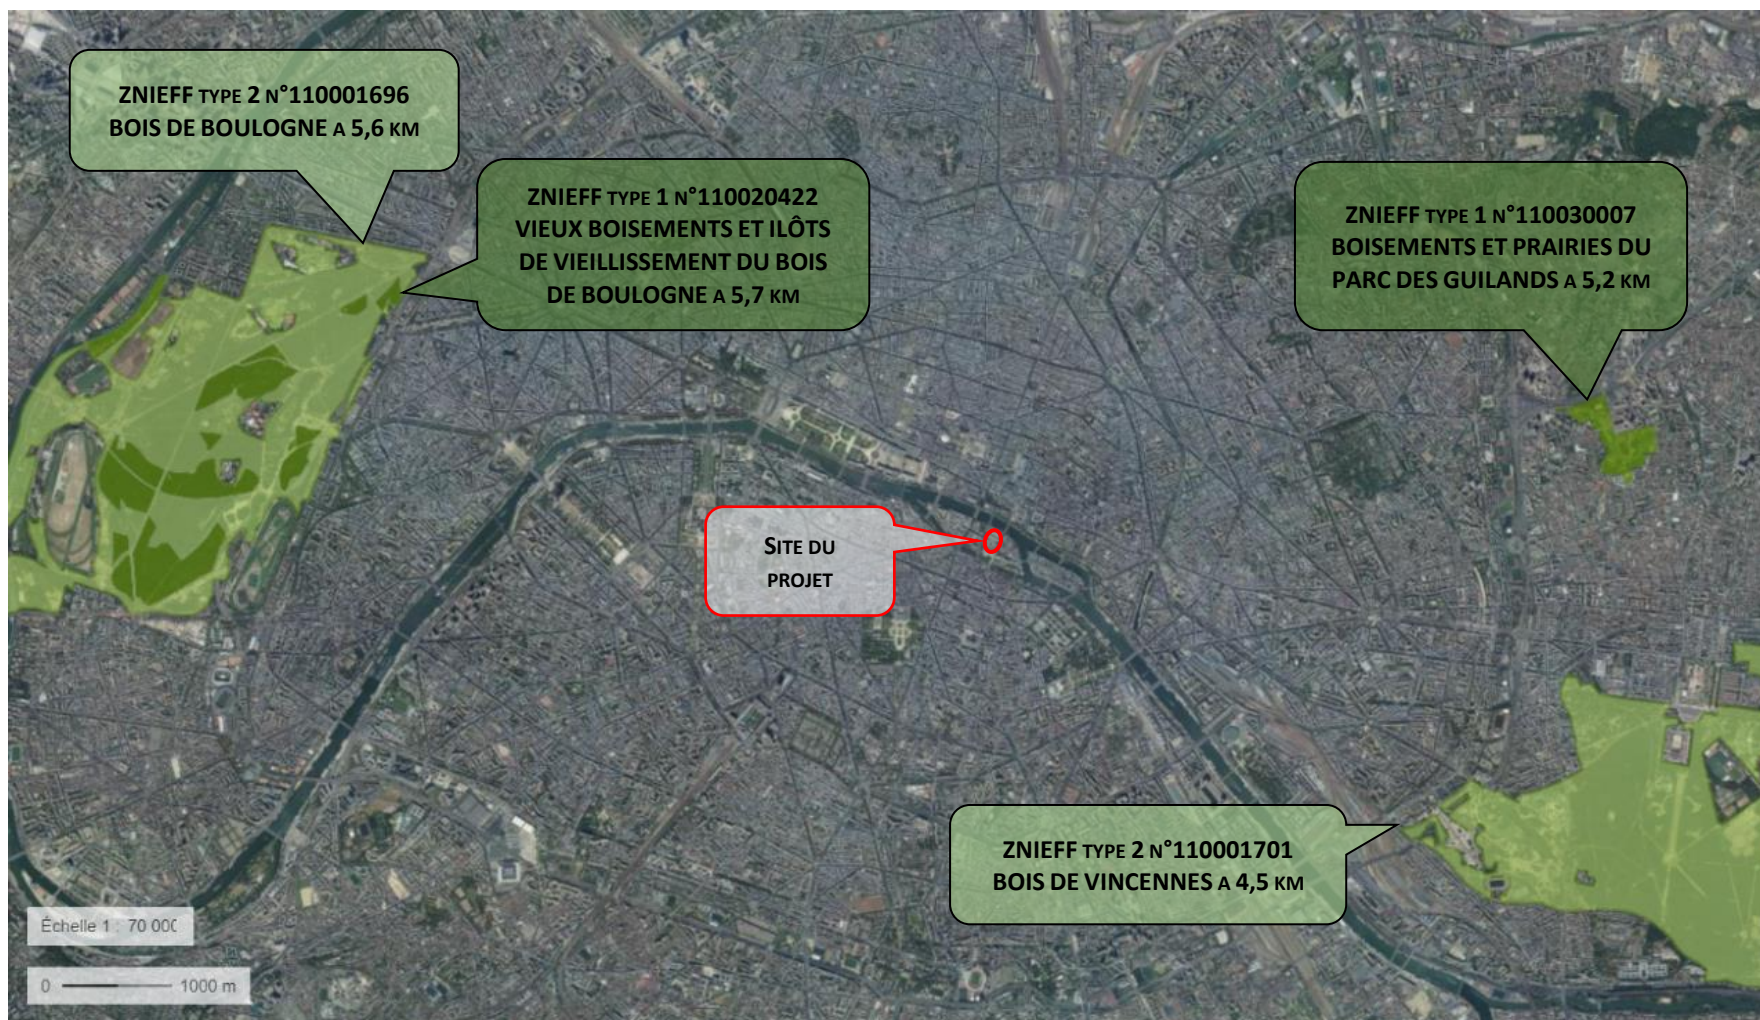 ZNIEFF TYPE 2 N°110001696
BOIS DE BOULOGNE A 5,6 KM
ZNIEFF TYPE 1 N°110020422
VIEUX BOISEMENTS ET ILÔTS
DE VIEILLISSEMENT DU BOIS
DE BOULOGNE A 5,7 KM
ZNIEFF TYPE 1 N°110030007
BOISEMENTS ET PRAIRIES DU
PARC DES GUILANDS A 5,2 KM
SITE DU
PROJET
ZNIEFF TYPE 2 N°110001701
BOIS DE VINCENNES A 4,5 KM
Échelle 1 : 70 000
0 1000 m